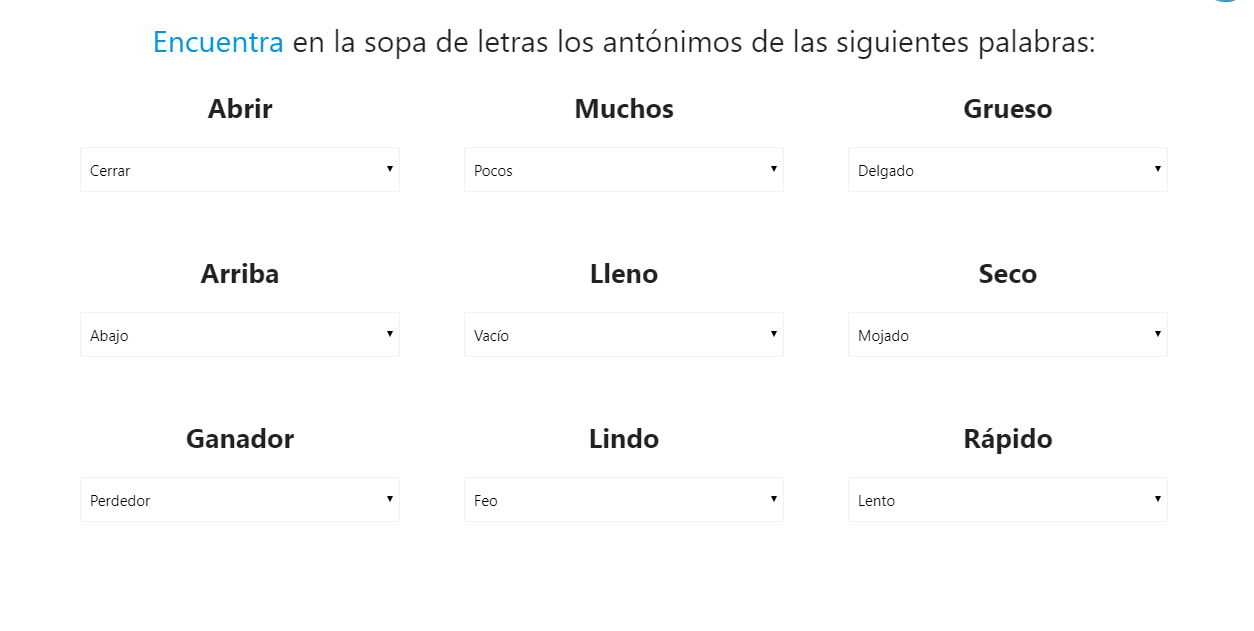 Encuentra en la sopa de letras los antónimos de las siguientes palabras:
Abrir Muchos Grueso
Cerrar Pocos Delgado
Arriba Lleno Seco
Abajo Vacío Mojado
Ganador Lindo Rápido
Perdedor Feo Lento